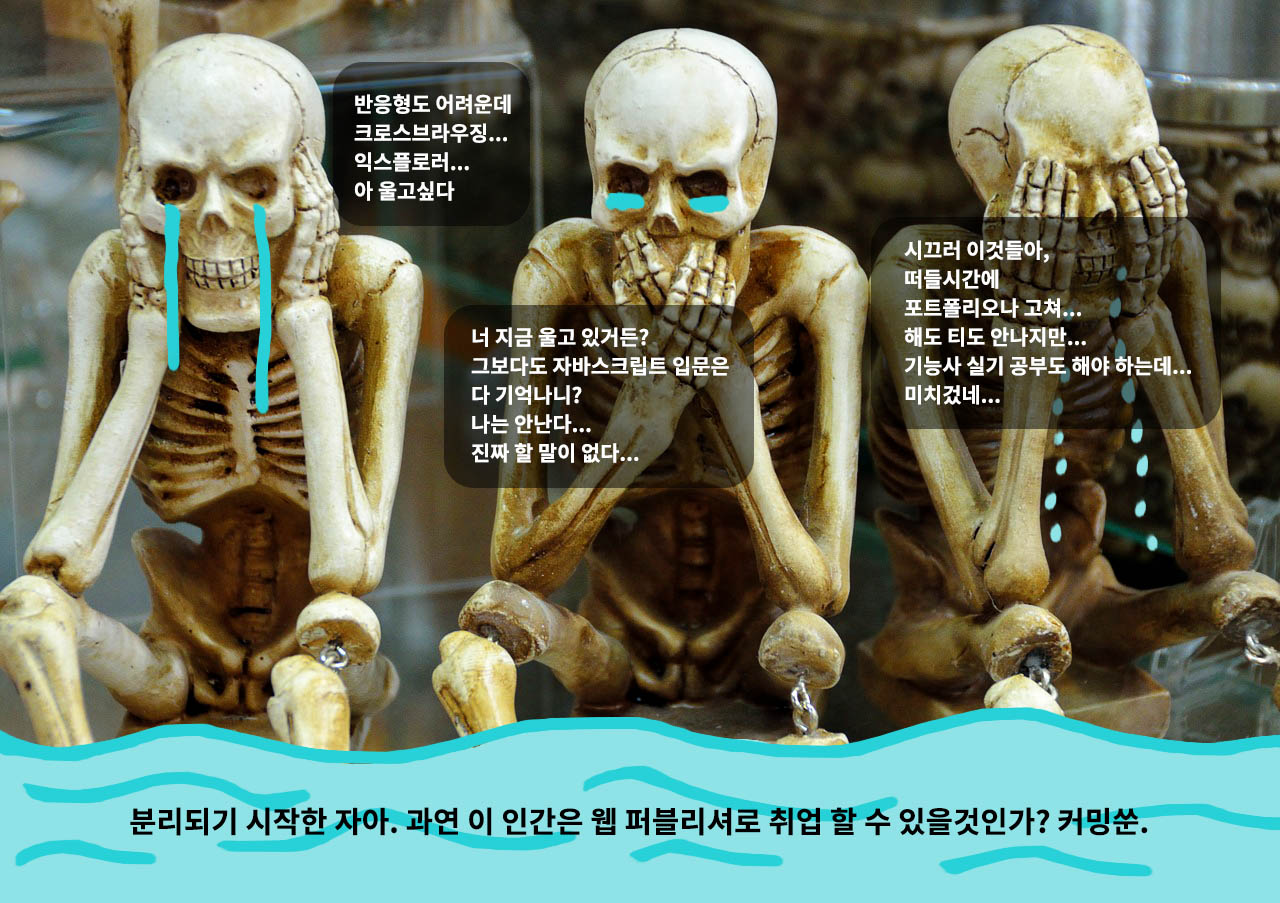 반응형도 어려운데
크로스브라우징...
익스플로러...
아 울고싶다
너 지금 울고 있거든?
그보다도 자바스크립트 입문은
다 기억나니?
나는 안난다...
진짜 할 말이 없다...
시끄러 이것들아,
떠들시간에
포트폴리오나 고쳐...
해도 티도 안나지만...
기능사 실기 공부도 해야 하는데...
미치겄네...
분리되기 시작한 자아. 과연 이 인간은 웹 퍼블리셔로 취업 할 수 있을것인가? 커밍쑨.